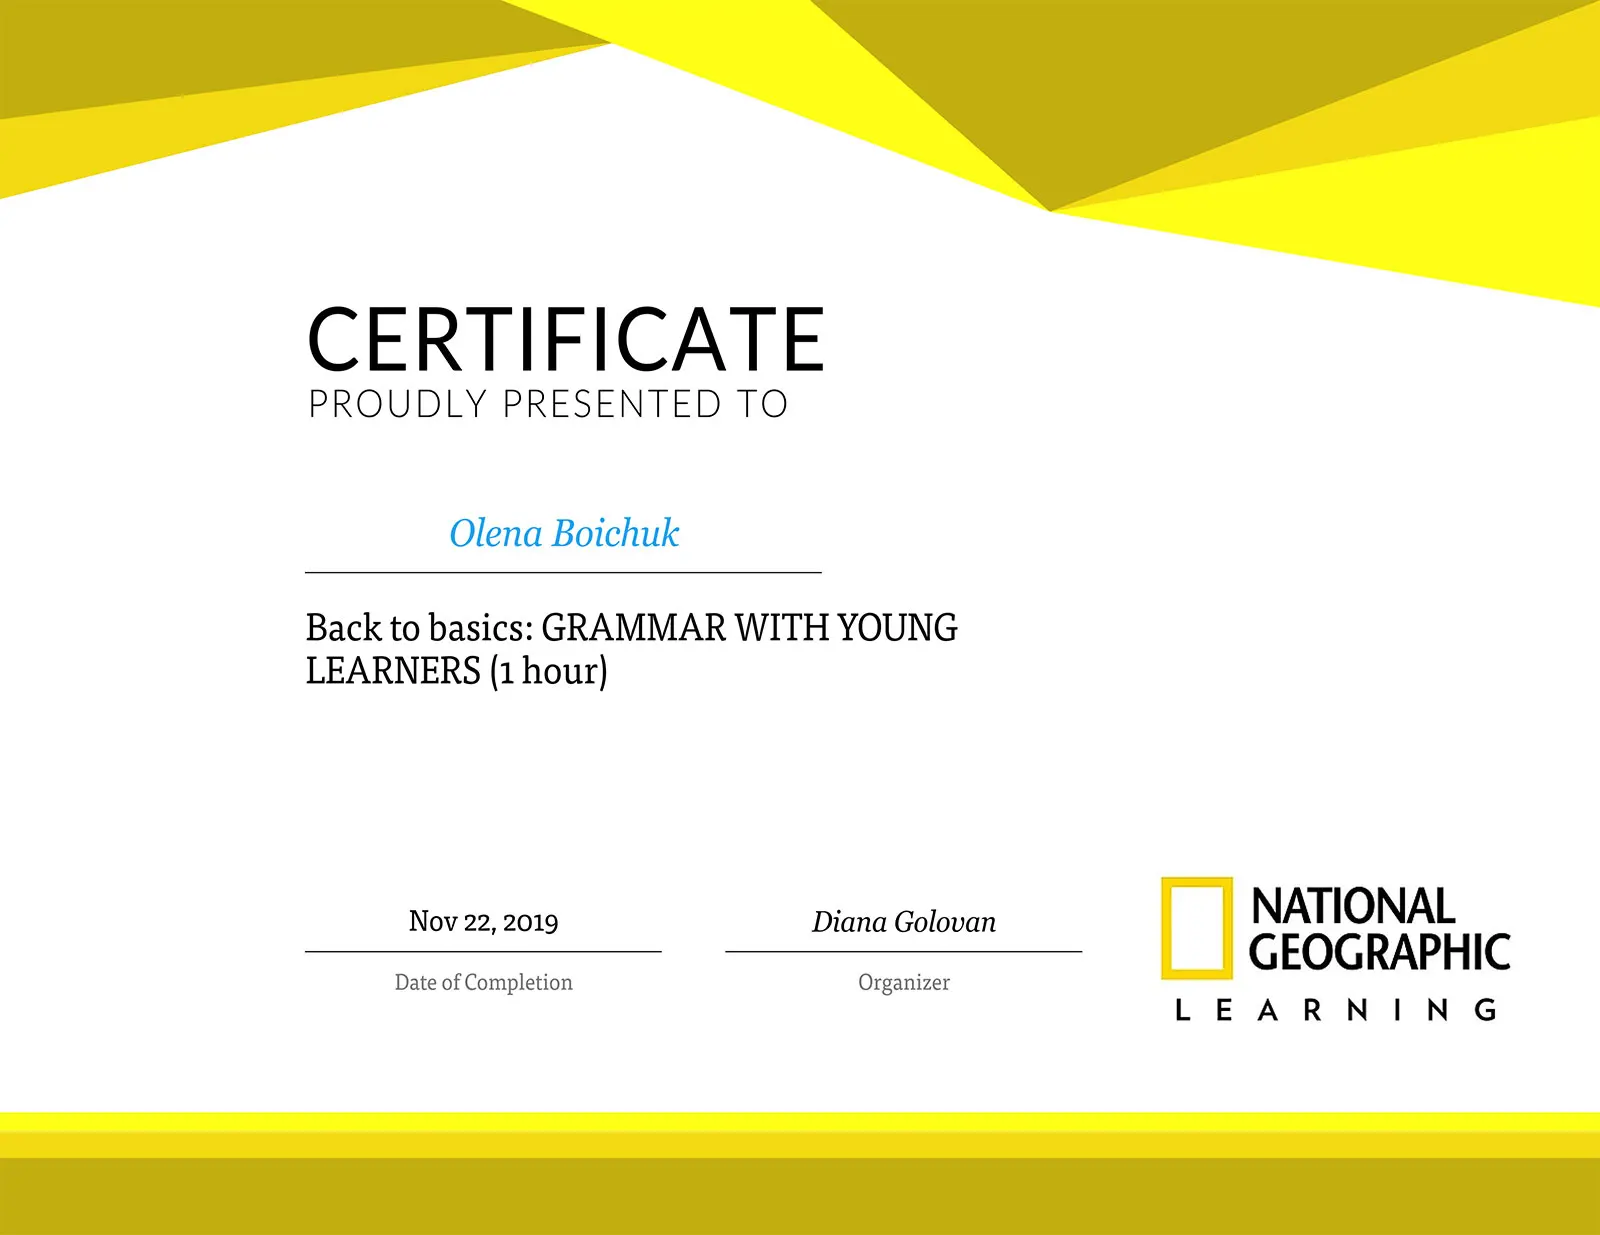 CERTIFICATE
PROUDLY PRESENTED TO
Olena Boichuk
Back to basics: GRAMMAR WITH YOUNG
LEARNERS (1 hour)
Nov 22, 2019
Date of Completion
Diana Golovan
Organizer
NATIONAL
GEOGRAPHIC
LEARNING